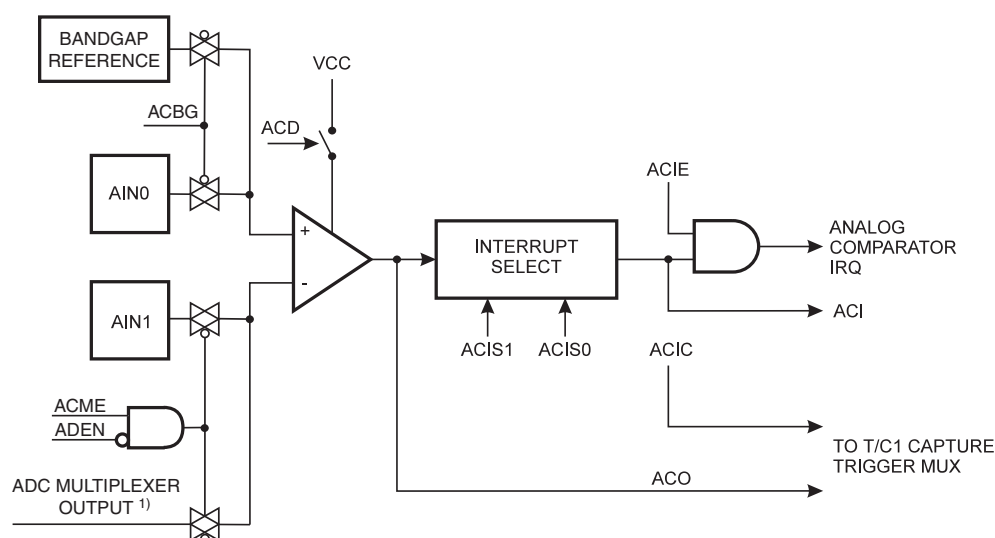 BANDGAP
REFERENCE
VCC
ACBG
ACD
AIN0
ACIE
+
INTERRUPT
SELECT
ANALOG
COMPARATOR
IRQ
-
AIN1
ACI
ACIS1
ACIS0
ACIC
ACME
ADEN
TO T/C1 CAPTURE
TRIGGER MUX
ACO
ADC MULTIPLEXER
OUTPUT 1)